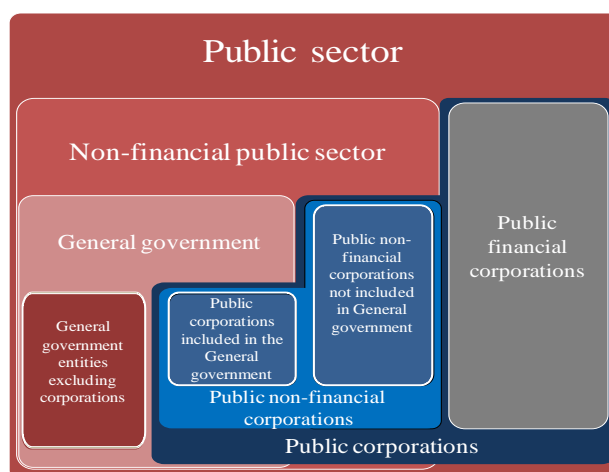 Public sector
Non-financial public sector
General government
General
government
entities
excluding
corporations
Public
corporations
included in the
General
government
Public non-
financial
corporations
not included
in General
government
Public
financial
corporations
Public non-financial
corporations
Public corporations